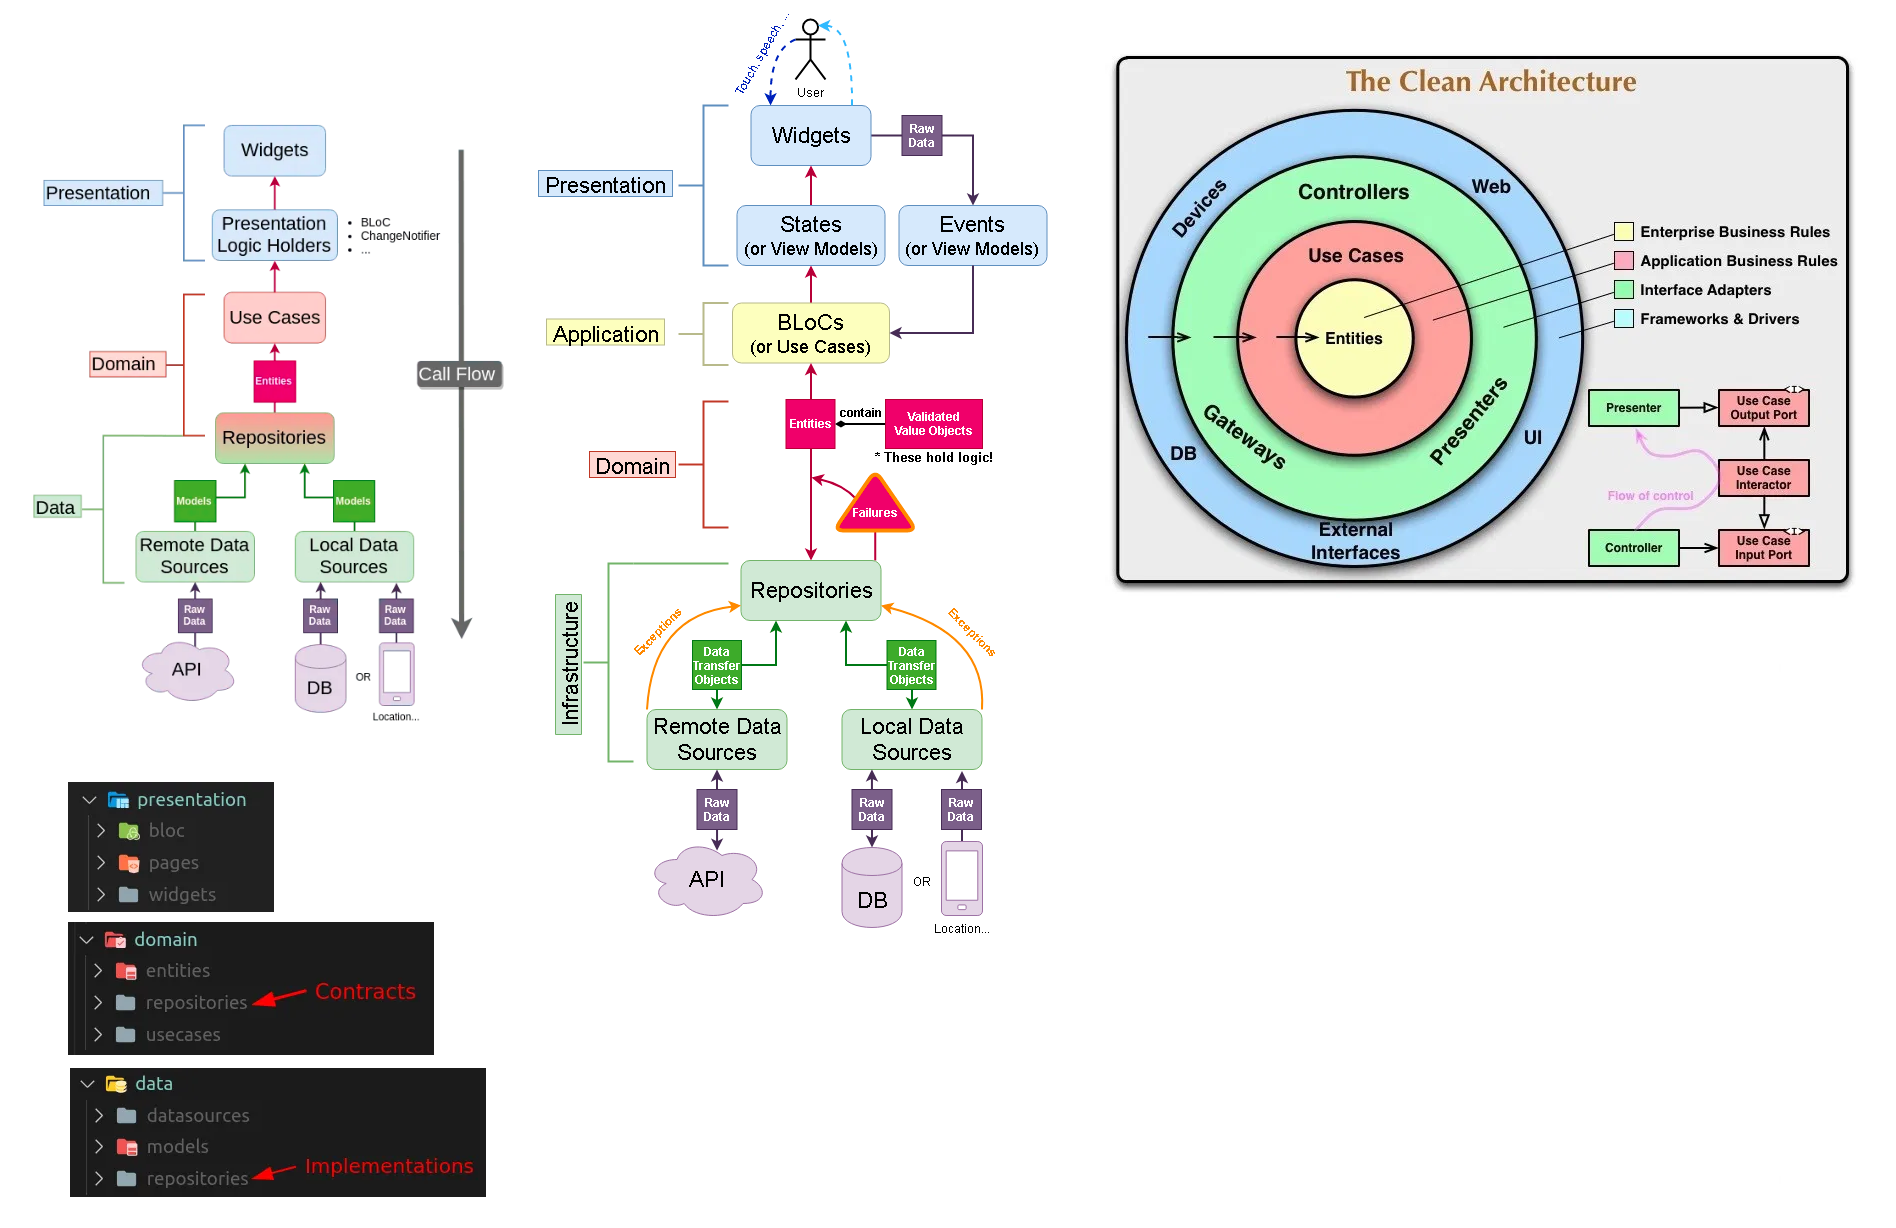 Widgets
Presentation
Presentation
Logic Holders
• BLoC
• ChangeNotifier
• ...
Use Cases
Domain
Entities
Call Flow
Repositories
Data
Models
Models
Remote Data
Sources
Local Data
Sources
Raw
Data
Raw
Data
Raw
Data
API
DB
OR
Location...
presentation
bloc
pages
widgets
domain
entities
repositories
Contracts
usecases
data
datasources
models
repositories
Implementations
Touch, speech, ...
User
Widgets
Raw
Data
Presentation
States
(or View Models)
Events
(or View Models)
Application
BLoCs
(or Use Cases)
Entities
contain
Validated
Value Objects
* These hold logic!
Domain
Failures
Repositories
Infrastructure
Exceptions
Exceptions
Data
Transfer
Objects
Data
Transfer
Objects
Remote Data
Sources
Local Data
Sources
Raw
Data
Raw
Data
Raw
Data
API
DB
OR
Location...
The Clean Architecture
Devices
Web
Controllers
Use Cases
Entities
Gateways
Presenters
DB
UI
External
Interfaces
Enterprise Business Rules
Application Business Rules
Interface Adapters
Frameworks & Drivers
Presenter
<I>
Use Case
Output Port
Use Case
Interactor
Flow of control
Controller
<I>
Use Case
Input Port